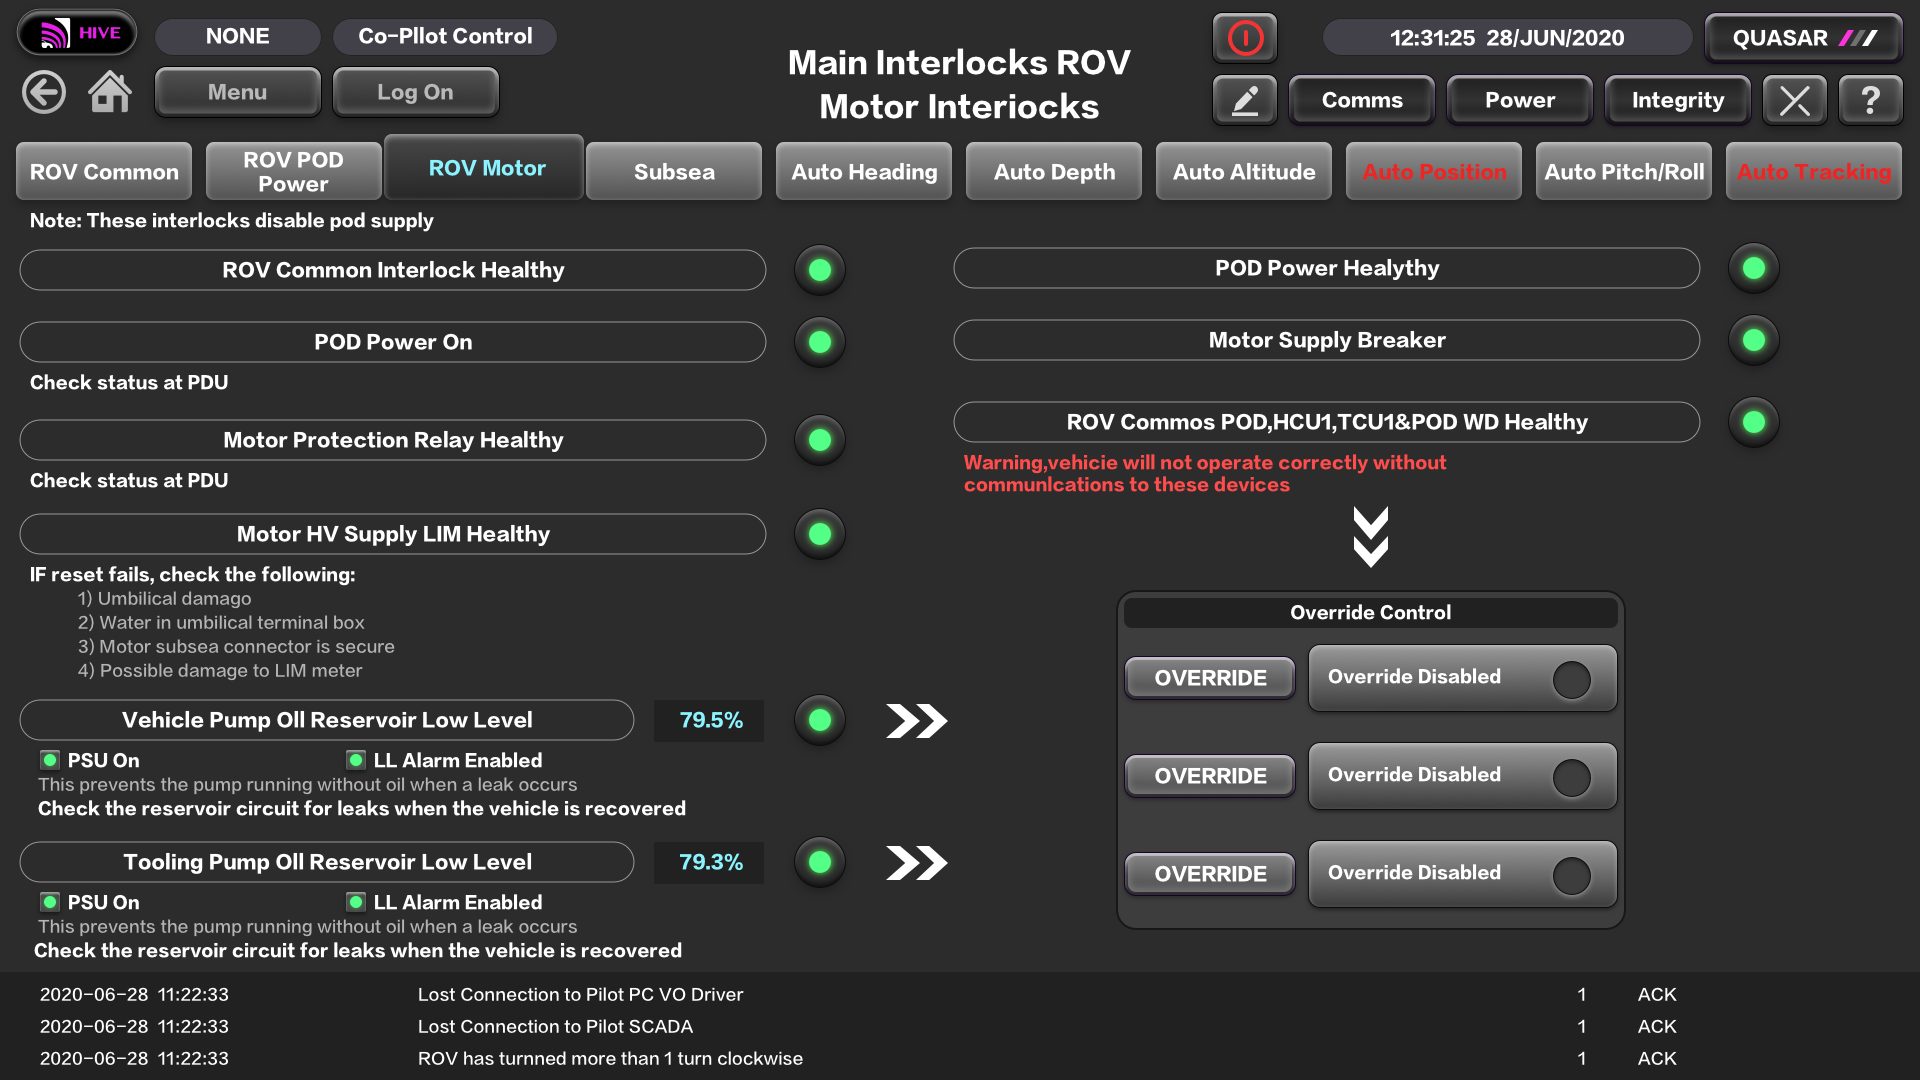 HIVE
NONE
Co-PIlot Control
Main Interlocks ROV
Motor Interiocks
12:31:25 28/JUN/2020
QUASAR
Menu
Log On
Comms
Power
Integrity
?
ROV Common
ROV POD
Power
ROV Motor
Subsea
Auto Heading
Auto Depth
Auto Altitude
Auto Position
Auto Pitch/Roll
Auto Tracking
Note: These interlocks disable pod supply
ROV Common Interlock Healthy
POD Power On
Check status at PDU
Motor Protection Relay Healthy
Check status at PDU
Motor HV Supply LIM Healthy
IF reset fails, check the following:
1) Umbilical damago
2) Water in umbilical terminal box
3) Motor subsea connector is secure
4) Possible damage to LIM meter
Vehicle Pump OIl Reservoir Low Level
79.5%
PSU On
LL Alarm Enabled
This prevents the pump running without oil when a leak occurs
Check the reservoir circuit for leaks when the vehicle is recovered
Tooling Pump OIl Reservoir Low Level
79.3%
PSU On
LL Alarm Enabled
This prevents the pump running without oil when a leak occurs
Check the reservoir circuit for leaks when the vehicle is recovered
POD Power Healythy
Motor Supply Breaker
ROV Commos POD,HCU1,TCU1&POD WD Healthy
Warning,vehicie will not operate correctly without
communIcations to these devices
Override Control
OVERRIDE
Override Disabled
OVERRIDE
Override Disabled
OVERRIDE
Override Disabled
2020-06-28 11:22:33 Lost Connection to Pilot PC VO Driver 1 ACK
2020-06-28 11:22:33 Lost Connection to Pilot SCADA 1 ACK
2020-06-28 11:22:33 ROV has turnned more than 1 turn clockwise 1 ACK